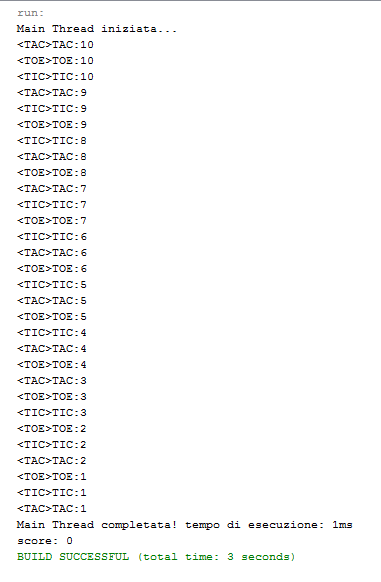 run:
Main Thread iniziata...
<TAC>TAC:10
<TOE>TOE:10
<TIC>TIC:10
<TAC>TAC:9
<TIC>TIC:9
<TOE>TOE:9
<TIC>TIC:8
<TAC>TAC:8
<TOE>TOE:8
<TAC>TAC:7
<TIC>TIC:7
<TOE>TOE:7
<TIC>TIC:6
<TAC>TAC:6
<TOE>TOE:6
<TIC>TIC:5
<TAC>TAC:5
<TOE>TOE:5
<TIC>TIC:4
<TAC>TAC:4
<TOE>TOE:4
<TAC>TAC:3
<TOE>TOE:3
<TIC>TIC:3
<TOE>TOE:2
<TIC>TIC:2
<TAC>TAC:2
<TOE>TOE:1
<TIC>TIC:1
<TAC>TAC:1
Main Thread completata! tempo di esecuzione: 1ms
score: 0
BUILD SUCCESSFUL (total time: 3 seconds)